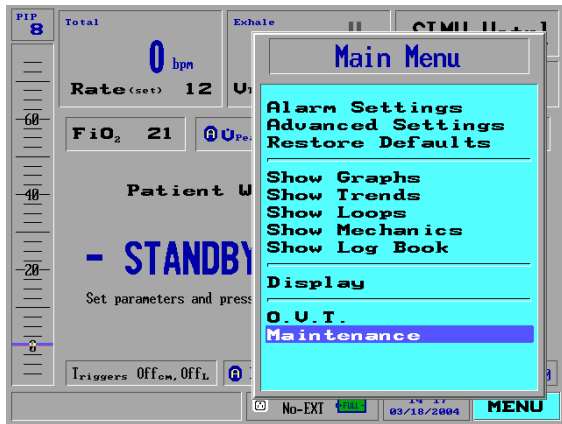 PIP
8
Total
0 bpm
Rate(set) 12
Exhale
FiO₂ 21
Main Menu
Alarm Settings
Advanced Settings
Restore Defaults
Show Graphs
Show Trends
Show Loops
Show Mechanics
Show Log Book
Display
O.V.T.
Maintenance
60
40
20
0
Patient
- STANDBY
Set parameters and press
Triggers Offcm, OffL
No-EXT
FULL
03/18/2004
MENU